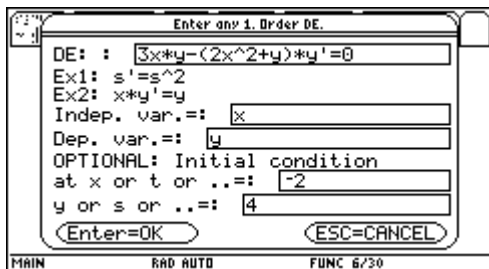 Enter any 1. Order DE.
DE: : 3x*y-(2x^2+y)*y'=0
Ex1: s'=s^2
Ex2: x*y'=y
Indep. var.=: x
Dep. var.=: y
OPTIONAL: Initial condition
at x or t or ..=: -2
y or s or ..=: 4
Enter=OK ESC=CANCEL
MAIN RAD AUTO FUNC 6/30